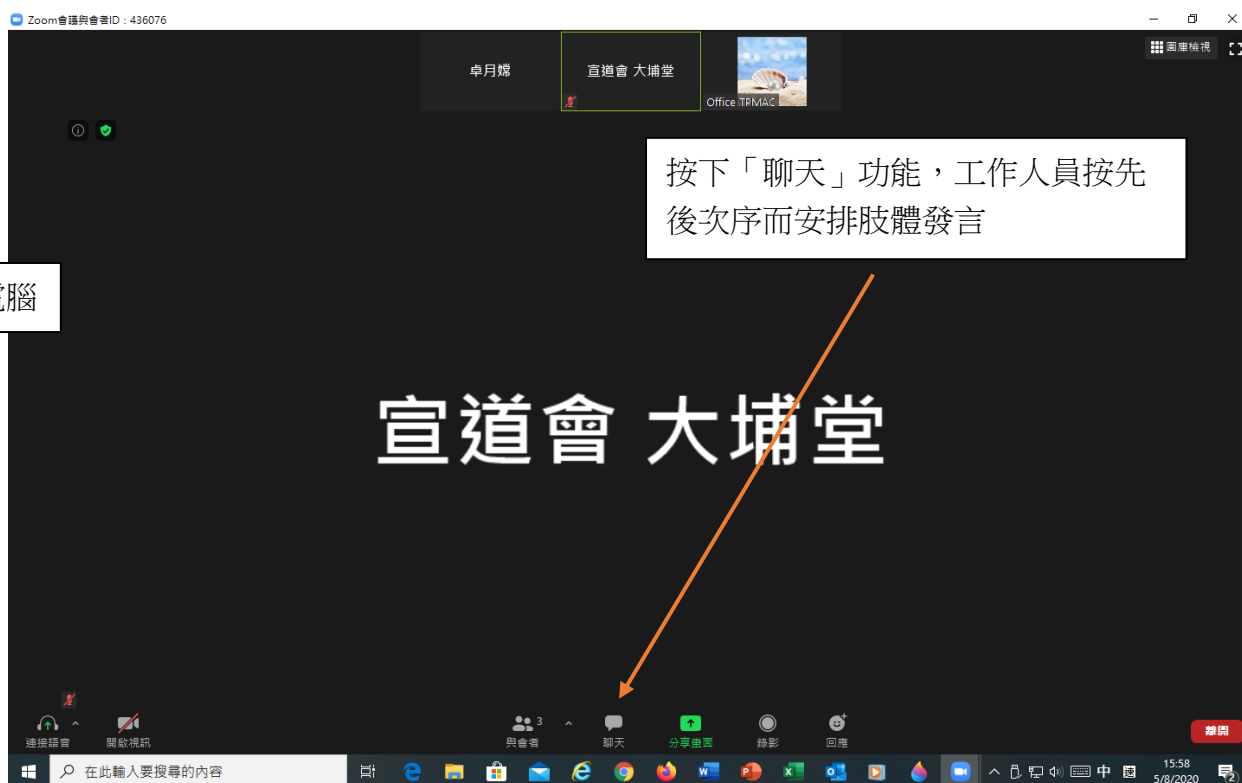 Zoom會議與會者ID：436076
圖庫檢視
卓月嫦
宣道會 大埔堂
Office TPMAC
按下「聊天」功能，工作人員按先
後次序而安排肢體發言
電腦
宣道會 大埔堂
連接語音
開啟視訊
3
與會者
聊天
分享畫面
錄影
回應
離開
在此輸入要搜尋的內容
中
15:58
5/8/2020
2